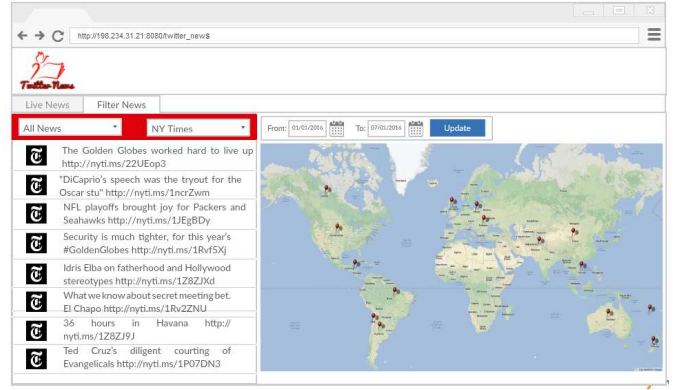 http://198.234.31.21:8080/twitter_news
Twitter News
Live News
Filter News
All News
NY Times
From:
01/01/2016
To:
07/01/2016
Update
The Golden Globes worked hard to live up
http://nyti.ms/22UEop3
"DiCaprio's speech was the tryout for the
Oscar stu" http://nyti.ms/1ncrZwm
NFL playoffs brought joy for Packers and
Seahawks http://nyti.ms/1JEgBDy
Security is much tighter, for this year's
#GoldenGlobes http://nyti.ms/1Rvf5Xj
Idris Elba on fatherhood and Hollywood
stereotypes http://nyti.ms/1Z8ZJXd
What we know about secret meeting bet.
El Chapo http://nyti.ms/1Rv2ZNU
36 hours in Havana http://
nyti.ms/1Z8ZJ9J
Ted Cruz's diligent courting of
Evangelicals http://nyti.ms/1P07DN3